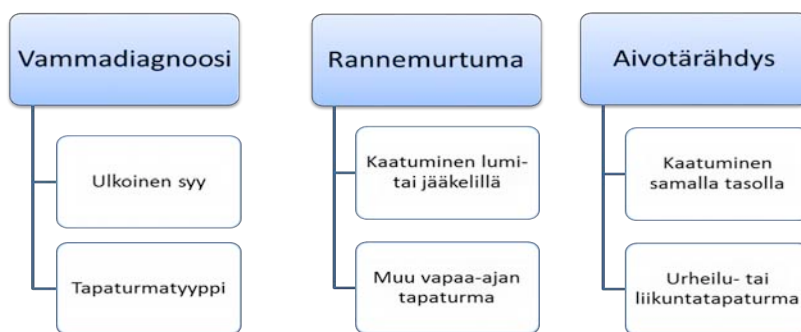 Vammadiagnoosi
Ulkoinen syy
Tapaturmatyyppi
Rannemurtuma
Kaatuminen lumi-
tai jääkelillä
Muu vapaa-ajan
tapaturma
Aivotärähdys
Kaatuminen
samalla tasolla
Urheilu- tai
liikuntatapaturma